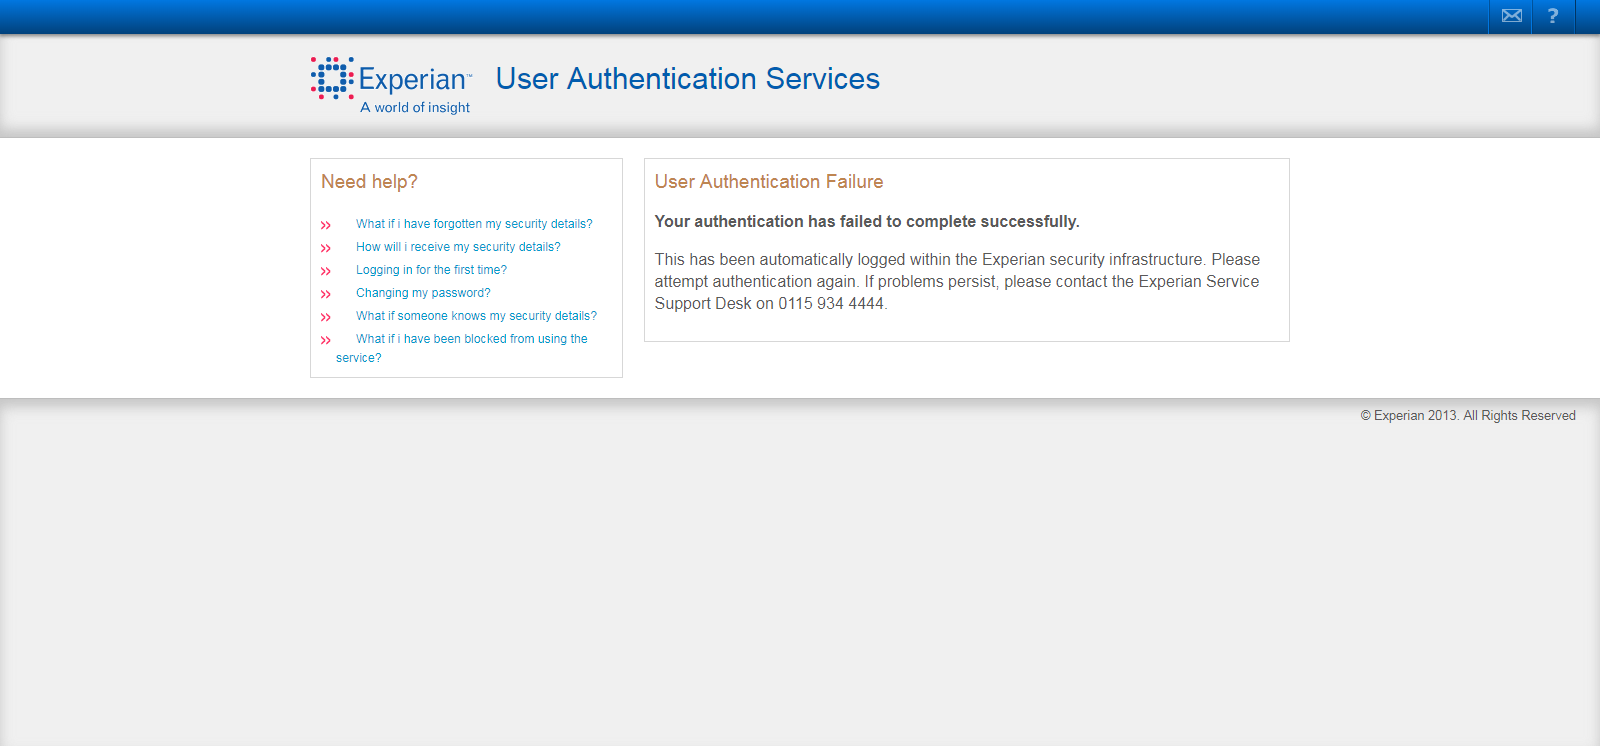 Experian™
A world of insight
User Authentication Services
Need help?
What if i have forgotten my security details?
How will i receive my security details?
Logging in for the first time?
Changing my password?
What if someone knows my security details?
What if i have been blocked from using the
service?
User Authentication Failure
Your authentication has failed to complete successfully.
This has been automatically logged within the Experian security infrastructure. Please
attempt authentication again. If problems persist, please contact the Experian Service
Support Desk on 0115 934 4444.
© Experian 2013. All Rights Reserved